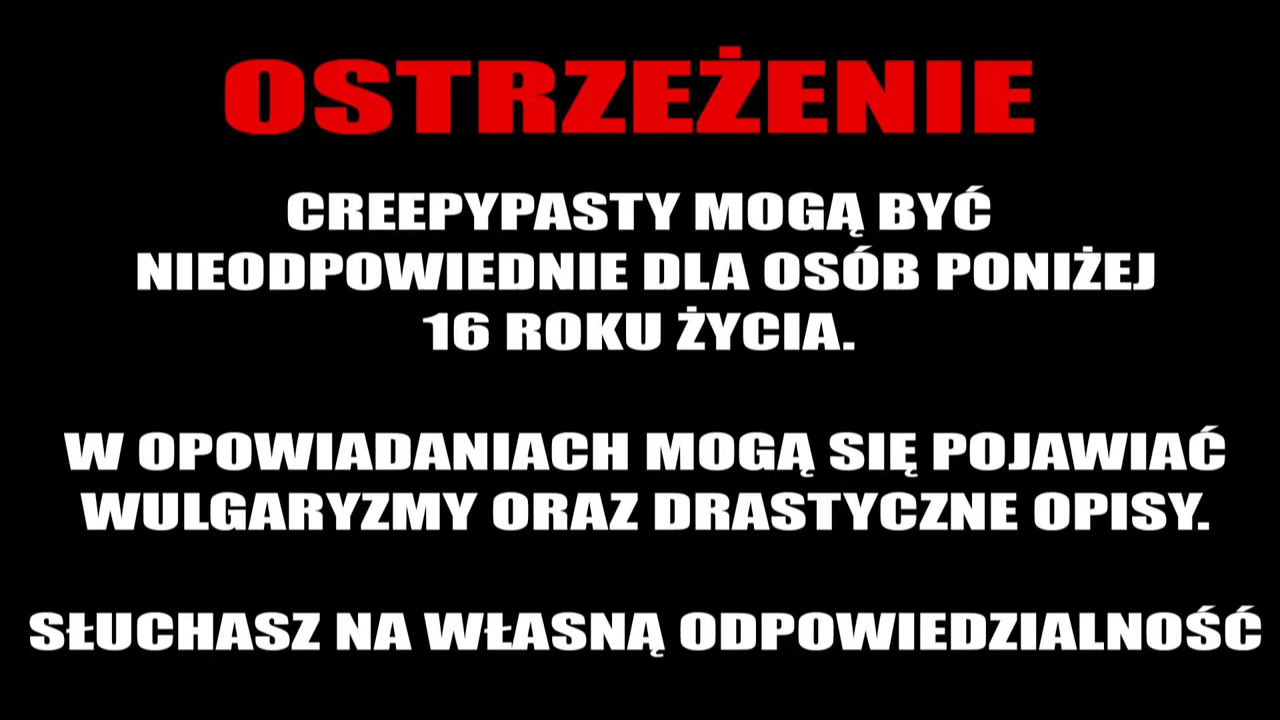 OSTRZEŻENIE
CREEPYPASTY MOGĄ BYĆ
NIEODPOWIEDNIE DLA OSÓB PONIŻEJ
16 ROKU ŻYCIA.
W OPOWIADANIACH MOGĄ SIĘ POJAWIAĆ
WULGARYZMY ORAZ DRASTYCZNE OPISY.
SŁUCHASZ NA WŁASNĄ ODPOWIEDZIALNOŚĆ